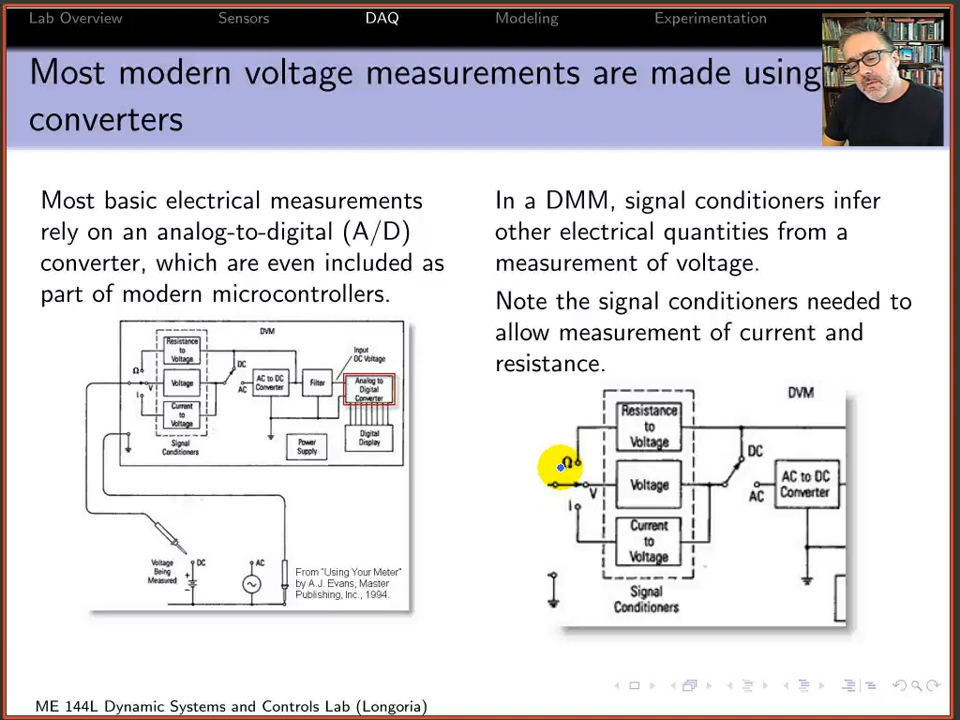 Lab Overview
Sensors
DAQ
Modeling
Experimentation
Most modern voltage measurements are made using
converters
Most basic electrical measurements
rely on an analog-to-digital (A/D)
converter, which are even included as
part of modern microcontrollers.
DVM
Resistance
to
Voltage
Ω
Voltage
V
I
Current
to
Voltage
Signal
Conditioners
DC
AC
AC to DC
Converter
Filter
Input
DC Voltage
Analog to
Digital
Converter
Power
Supply
Digital
Display
Voltage
Being
Measured
DC
+
−
AC
From "Using Your Meter"
by A.J. Evans, Master
Publishing, Inc., 1994.
In a DMM, signal conditioners infer
other electrical quantities from a
measurement of voltage.
Note the signal conditioners needed to
allow measurement of current and
resistance.
DVM
Resistance
to
Voltage
Ω
Voltage
V
I
Current
to
Voltage
Signal
Conditioners
DC
AC
AC to DC
Converter
ME 144L Dynamic Systems and Controls Lab (Longoria)